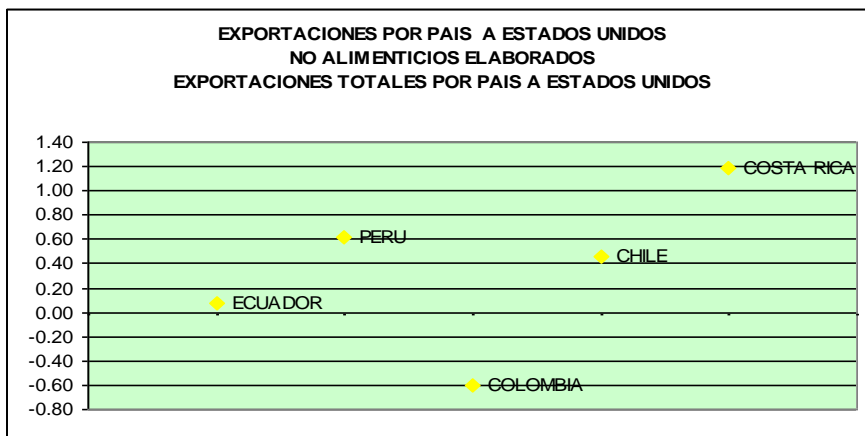 EXPORTACIONES POR PAIS A ESTADOS UNIDOS
NO ALIMENTICIOS ELABORADOS
EXPORTACIONES TOTALES POR PAIS A ESTADOS UNIDOS
1.40
1.20
COSTA RICA
1.00
0.80
0.60
PERU
0.40
CHILE
0.20
ECUADOR
0.00
-0.20
-0.40
-0.60
COLOMBIA
-0.80